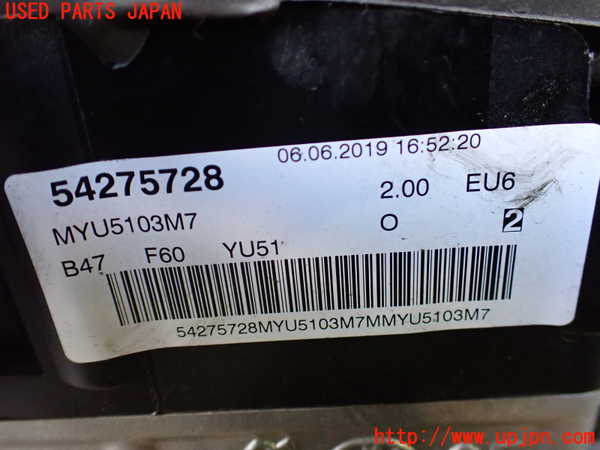 USED PARTS JAPAN
06.06.2019 16:52:20
54275728
2.00 EU6
MYU5103M7
O 2
B47 F60 YU51
54275728MYU5103M7MMYU5103M7
http://www.upjpn.com/